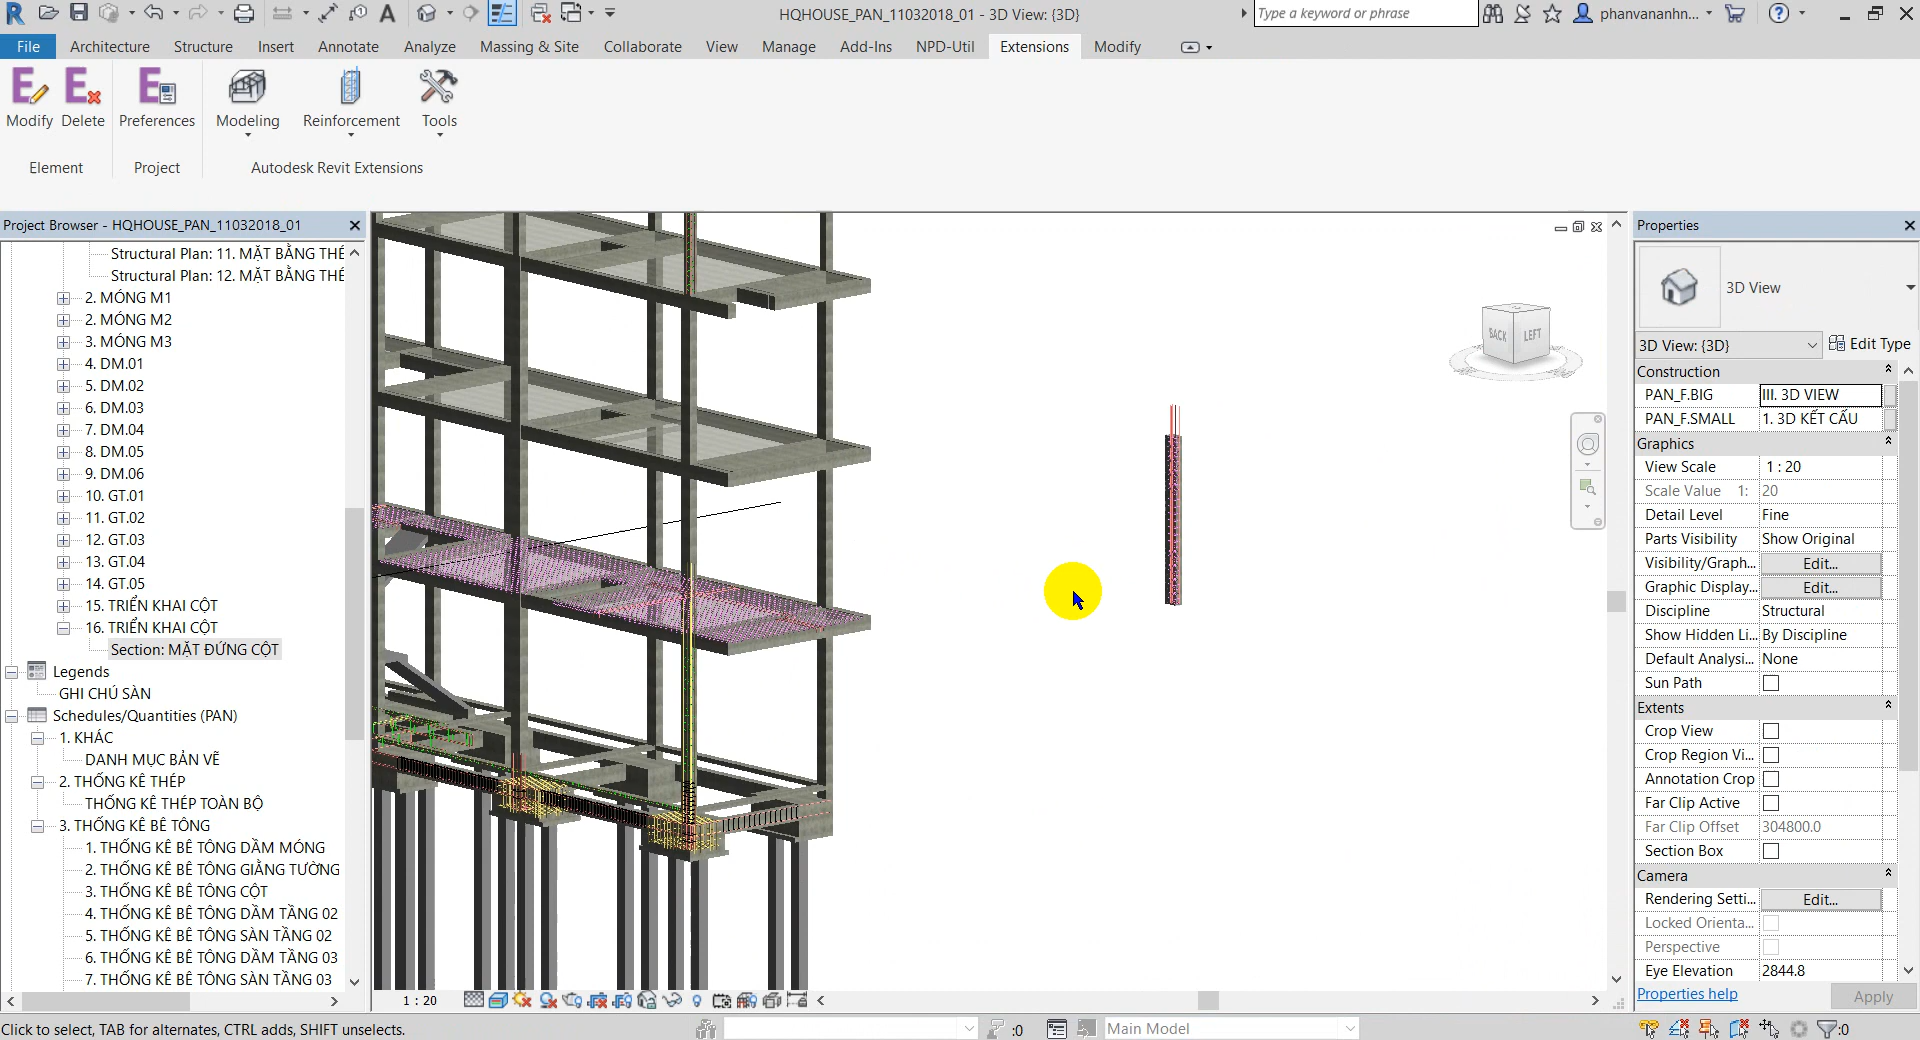 HQHOUSE_PAN_11032018_01 - 3D View: {3D}
Type a keyword or phrase
phanvananhn...
File
Architecture
Structure
Insert
Annotate
Analyze
Massing & Site
Collaborate
View
Manage
Add-Ins
NPD-Util
Extensions
Modify
Modify
Delete
Preferences
Modeling
Reinforcement
Tools
Element
Project
Autodesk Revit Extensions
Project Browser - HQHOUSE_PAN_11032018_01
Structural Plan: 11. MẶT BẰNG THÉ
Structural Plan: 12. MẶT BẰNG THÉ
2. MÓNG M1
2. MÓNG M2
3. MÓNG M3
4. DM.01
5. DM.02
6. DM.03
7. DM.04
8. DM.05
9. DM.06
10. GT.01
11. GT.02
12. GT.03
13. GT.04
14. GT.05
15. TRIỂN KHAI CỘT
16. TRIỂN KHAI CỘT
Section: MẶT ĐỨNG CỘT
Legends
GHI CHÚ SÀN
Schedules/Quantities (PAN)
1. KHÁC
DANH MỤC BẢN VẼ
2. THỐNG KÊ THÉP
THỐNG KÊ THÉP TOÀN BỘ
3. THỐNG KÊ BÊ TÔNG
1. THỐNG KÊ BÊ TÔNG DẦM MÓNG
2. THỐNG KÊ BÊ TÔNG GIẰNG TƯỜNG
3. THỐNG KÊ BÊ TÔNG CỘT
4. THỐNG KÊ BÊ TÔNG DẦM TẦNG 02
5. THỐNG KÊ BÊ TÔNG SÀN TẦNG 02
6. THỐNG KÊ BÊ TÔNG DẦM TẦNG 03
7. THỐNG KÊ BÊ TÔNG SÀN TẦNG 03
BACK
LEFT
1 : 20
Properties
3D View
3D View: {3D}
Edit Type
Construction
PAN_F.BIG III. 3D VIEW
PAN_F.SMALL 1. 3D KẾT CẤU
Graphics
View Scale 1 : 20
Scale Value 1: 20
Detail Level Fine
Parts Visibility Show Original
Visibility/Graph... Edit...
Graphic Display... Edit...
Discipline Structural
Show Hidden Li... By Discipline
Default Analysi... None
Sun Path
Extents
Crop View
Crop Region Vi...
Annotation Crop
Far Clip Active
Far Clip Offset 304800.0
Section Box
Camera
Rendering Setti... Edit...
Locked Orienta...
Perspective
Eye Elevation 2844.8
Properties help
Apply
Click to select, TAB for alternates, CTRL adds, SHIFT unselects.
:0
Main Model
:0